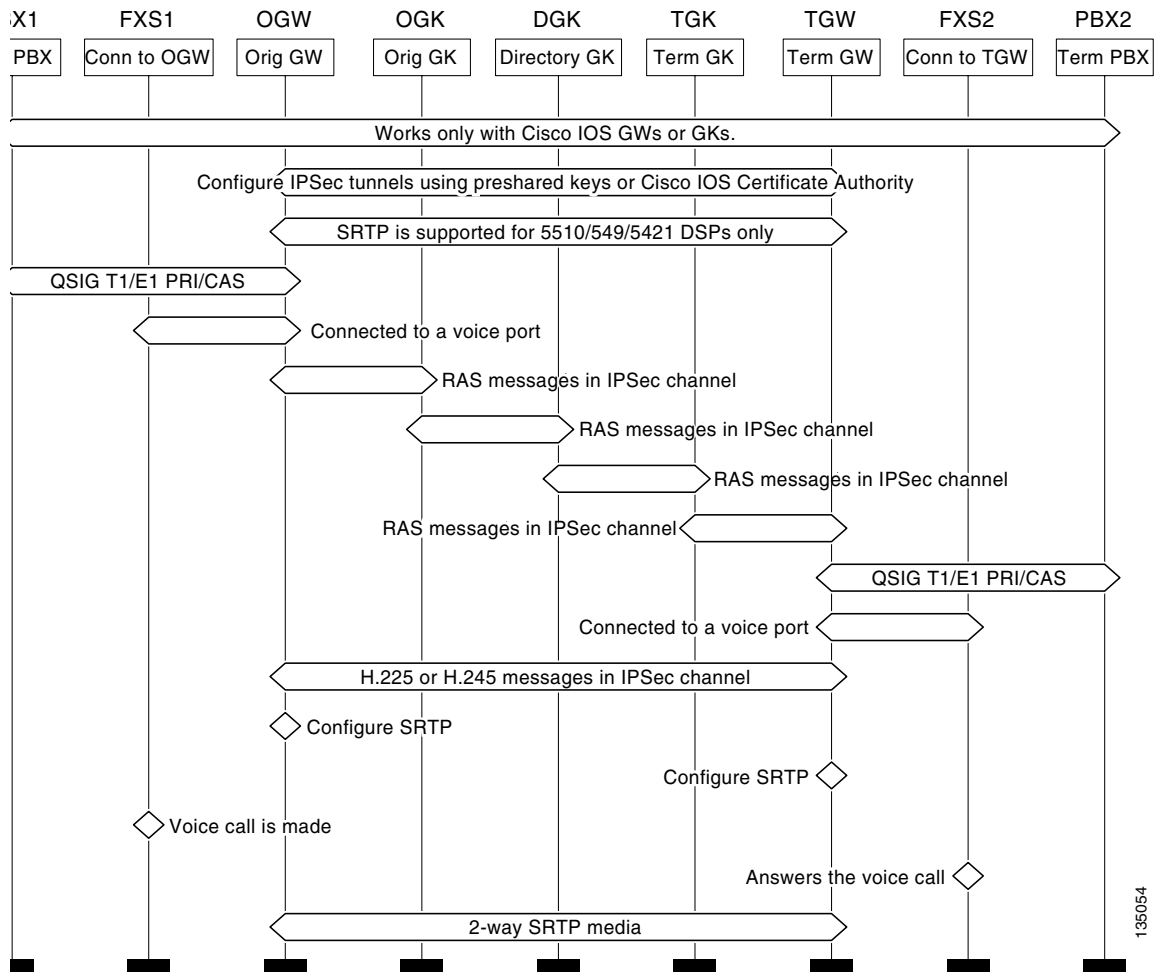 X1 FXS1 OGW OGK DGK TGK TGW FXS2 PBX2
PBX Conn to OGW Orig GW Orig GK Directory GK Term GK Term GW Conn to TGW Term PBX
Works only with Cisco IOS GWs or GKs.
Configure IPSec tunnels using preshared keys or Cisco IOS Certificate Authority
SRTP is supported for 5510/549/5421 DSPs only
QSIG T1/E1 PRI/CAS
Connected to a voice port
RAS messages in IPSec channel
RAS messages in IPSec channel
RAS messages in IPSec channel
RAS messages in IPSec channel
QSIG T1/E1 PRI/CAS
Connected to a voice port
H.225 or H.245 messages in IPSec channel
Configure SRTP
Configure SRTP
Voice call is made
Answers the voice call
135054
2-way SRTP media